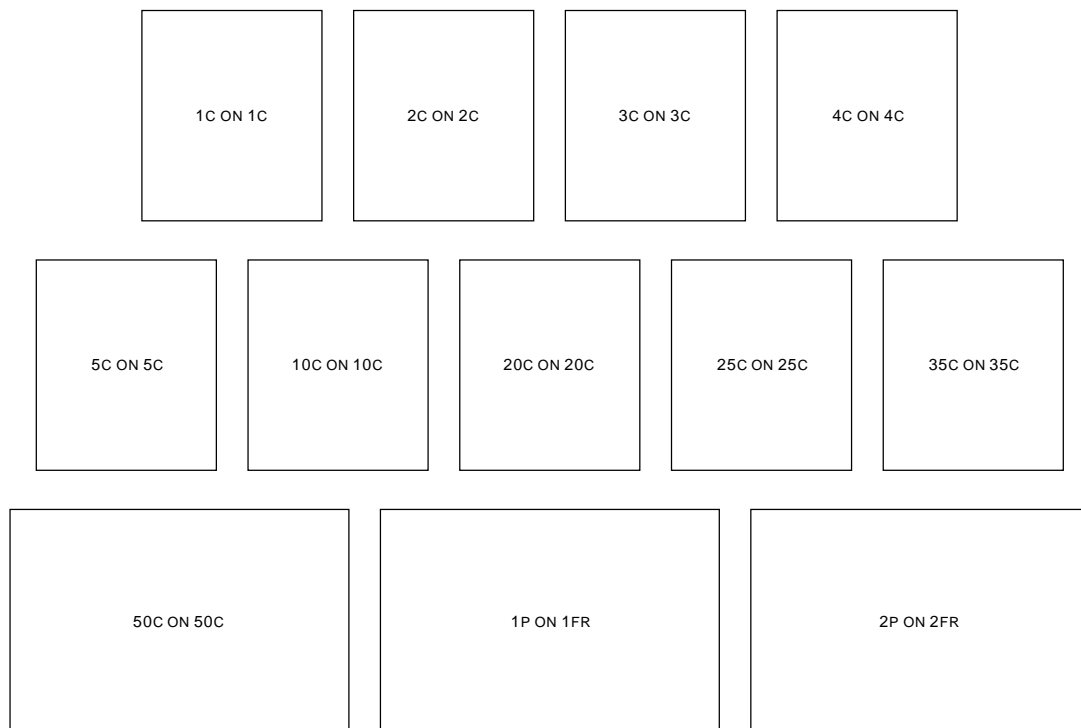 1C ON 1C
2C ON 2C
3C ON 3C
4C ON 4C
5C ON 5C
10C ON 10C
20C ON 20C
25C ON 25C
35C ON 35C
50C ON 50C
1P ON 1FR
2P ON 2FR